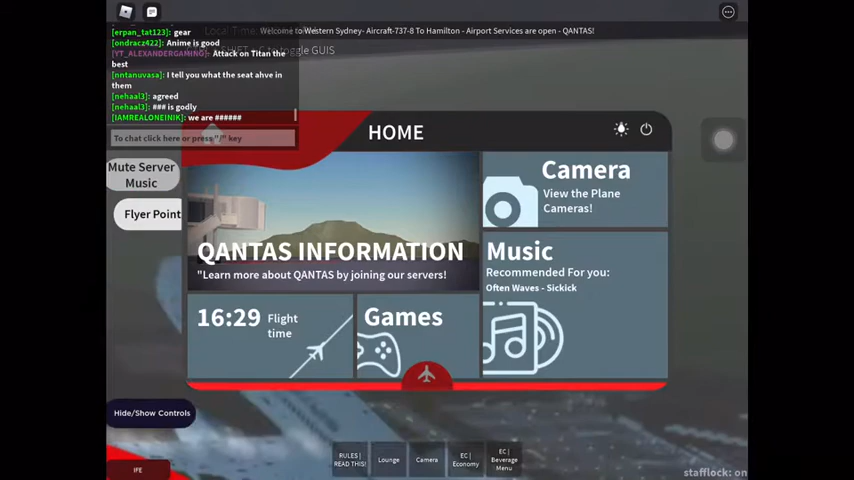 Welcome to Western Sydney- Aircraft-737-8 To Hamilton - Airport Services are open - QANTAS!
Local T
to toggle GUIS
[erpan_tat123]: gear
[ondracz422]: Anime is good
[YT_ALEXANDERGAMING]: Attack on Titan the
best
[nntanuvasa]: I tell you what the seat ahve in
them
[nehaal3]: agreed
[nehaal3]: ### is godly
[IAMREALONEINIK]: we are ######
To chat click here or press "/" key
Mute Server
Music
Flyer Point
HOME
QANTAS INFORMATION
"Learn more about QANTAS by joining our servers!
16:29
Flight
time
Games
Camera
View the Plane
Cameras!
Music
Recommended For you:
Often Waves - Sickick
Hide/Show Controls
IFE
RULES |
READ THIS!
Lounge
Camera
EC |
Economy
EC |
Beverage
Menu
stafflock: on